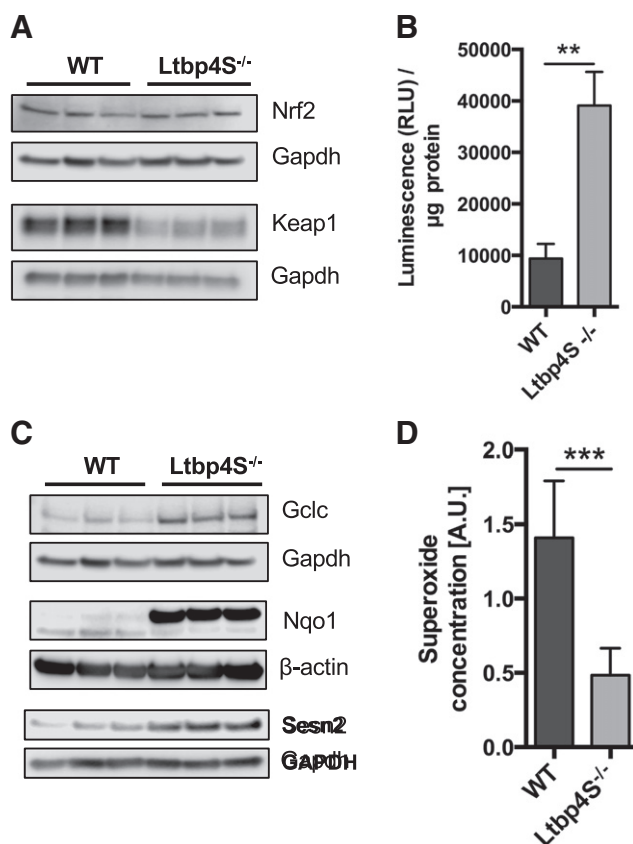 A
WT Ltbp4S-/-
Nrf2
Gapdh
Keap1
Gapdh
B
Luminescence (RLU) /
µg protein
50000
40000
30000
20000
10000
0
**
WT
Ltbp4S -/-
C
WT Ltbp4S-/-
Gclc
Gapdh
Nqo1
β-actin
Sesn2
GAPDH
D
Superoxide
concentration [A.U.]
2.0
1.5
1.0
0.5
0.0
***
WT
Ltbp4S-/-